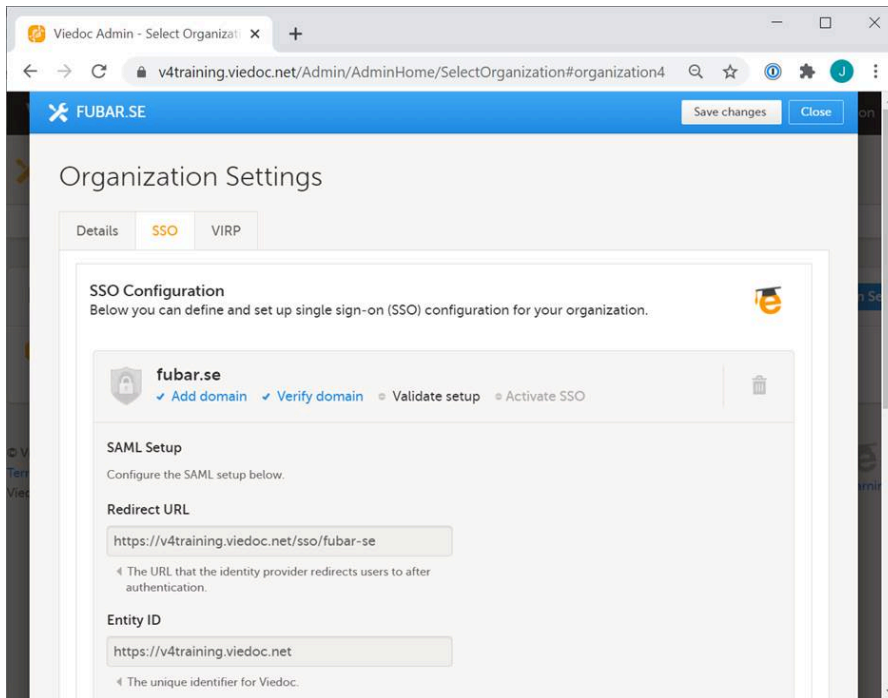 Viedoc Admin - Select Organizati
v4training.viedoc.net/Admin/AdminHome/SelectOrganization#organization4
J
FUBAR.SE
Save changes
Close
on
Organization Settings
Details
SSO
VIRP
SSO Configuration
Below you can define and set up single sign-on (SSO) configuration for your organization.
n Se
fubar.se
Add domain Verify domain Validate setup Activate SSO
SAML Setup
Configure the SAML setup below.
Redirect URL
https://v4training.viedoc.net/sso/fubar-se
The URL that the identity provider redirects users to after
authentication.
Entity ID
https://v4training.viedoc.net
The unique identifier for Viedoc.
© V
Terr
Vied